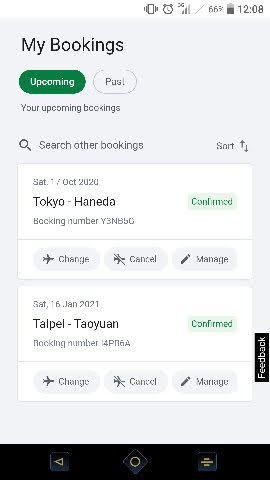 3G 66% 12:08
My Bookings
Upcoming Past
Your upcoming bookings
Search other bookings Sort
Sat, 17 Oct 2020
Tokyo - Haneda Confirmed
Booking number Y3NB5G
Change Cancel Manage
Sat, 16 Jan 2021
Taipei - Taoyuan Confirmed
Booking number
Change Cancel Manage
Feedback